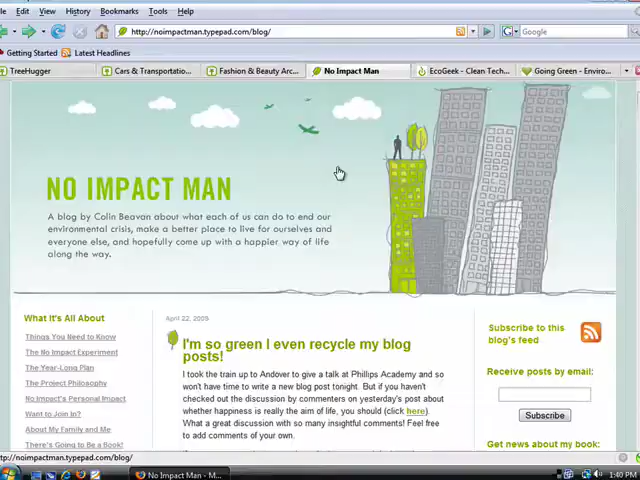 Edit View History Bookmarks Tools Help
http://noimpactman.typepad.com/blog/
Google
Getting Started Latest Headlines
TreeHugger Cars & Transportatio... Fashion & Beauty Arc... No Impact Man EcoGeek - Clean Tech... Going Green - Enviro...
NO IMPACT MAN
A blog by Colin Beavan about what each of us can do to end our
environmental crisis, make a better place to live for ourselves and
everyone else, and hopefully come up with a happier way of life
along the way.
What It's All About
Things You Need to Know
The No Impact Experiment
The Year-Long Plan
The Project Philosophy
No Impact's Personal Impact
Want to Join In?
About My Family and Me
There's Going to Be a Book!
April 22, 2009
I'm so green I even recycle my blog
posts!
I took the train up to Andover to give a talk at Phillips Academy and so
won't have time to write a new blog post tonight. But if you haven't
checked out the discussion by commenters on yesterday's post about
whether happiness is really the aim of life, you should (click here).
What a great discussion with so many insightful comments! Feel free
to add comments of your own.
Subscribe to this
blog's feed
Receive posts by email:
Subscribe
Get news about my book:
http://noimpactman.typepad.com/blog/
No Impact Man - M...
1:40 PM